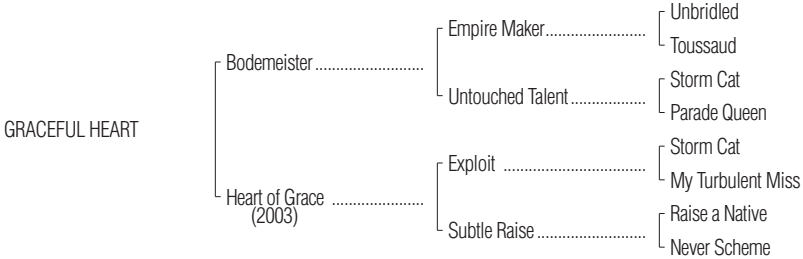 Unbridled
Empire Maker..........................
Toussaud
Bodemeister...........................
Storm Cat
Untouched Talent...................
Parade Queen
GRACEFUL HEART
Storm Cat
Exploit ...................................
My Turbulent Miss
Heart of Grace .......................
(2003)
Raise a Native
Subtle Raise...........................
Never Scheme